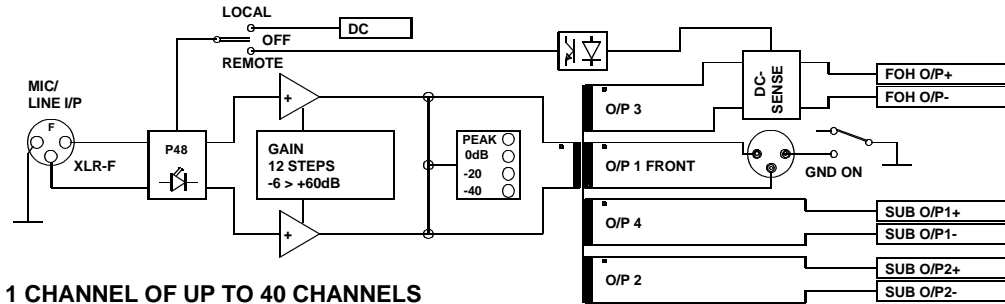 LOCAL
DC
OFF
REMOTE
MIC/
LINE I/P
F
XLR-F
P48
+
GAIN
12 STEPS
-6 > +60dB
+
PEAK
0dB
-20
-40
O/P 3
DC-
SENSE
FOH O/P+
FOH O/P-
O/P 1 FRONT
GND ON
O/P 4
SUB O/P1+
SUB O/P1-
O/P 2
SUB O/P2+
SUB O/P2-
1 CHANNEL OF UP TO 40 CHANNELS